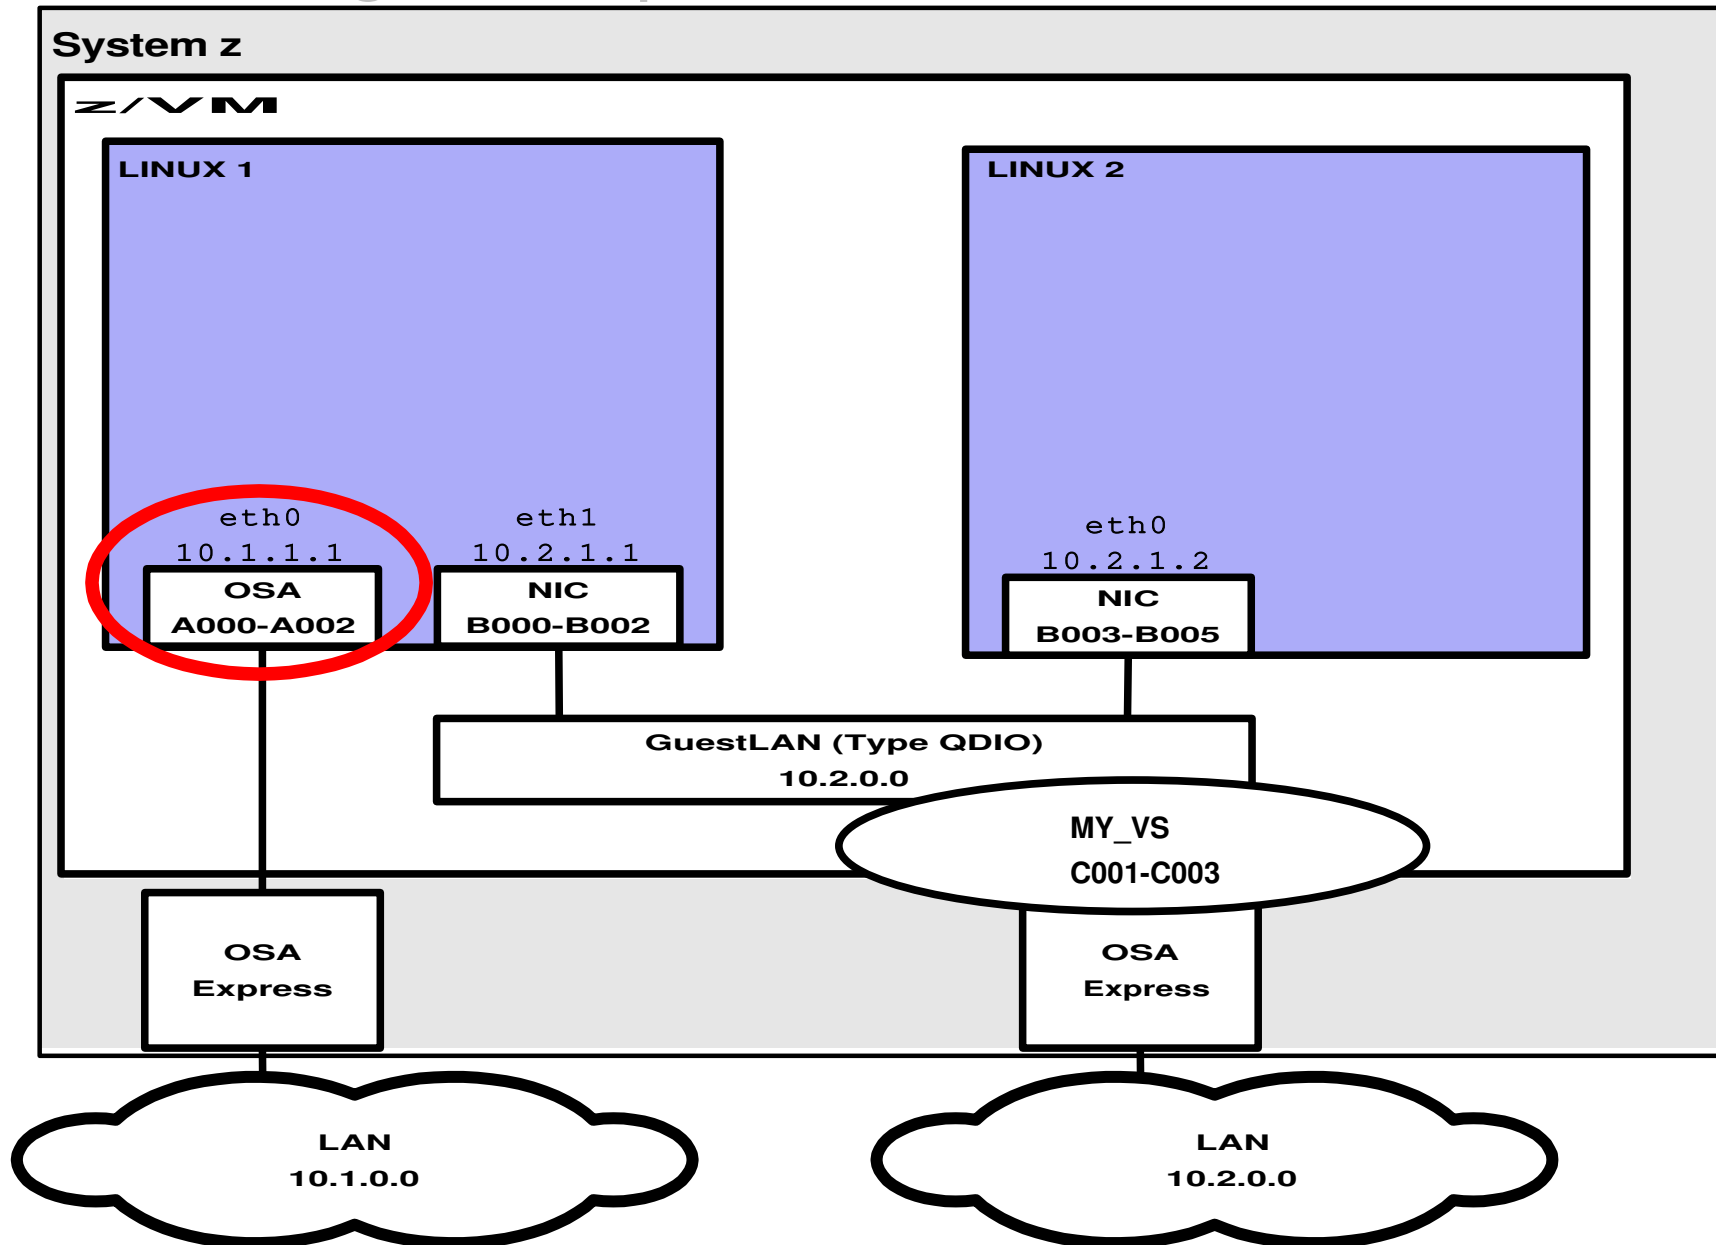 System z
z/VM
LINUX 1
LINUX 2
eth0
10.1.1.1
OSA
A000-A002
eth1
10.2.1.1
NIC
B000-B002
eth0
10.2.1.2
NIC
B003-B005
GuestLAN (Type QDIO)
10.2.0.0
MY_VS
C001-C003
OSA
Express
OSA
Express
LAN
10.1.0.0
LAN
10.2.0.0